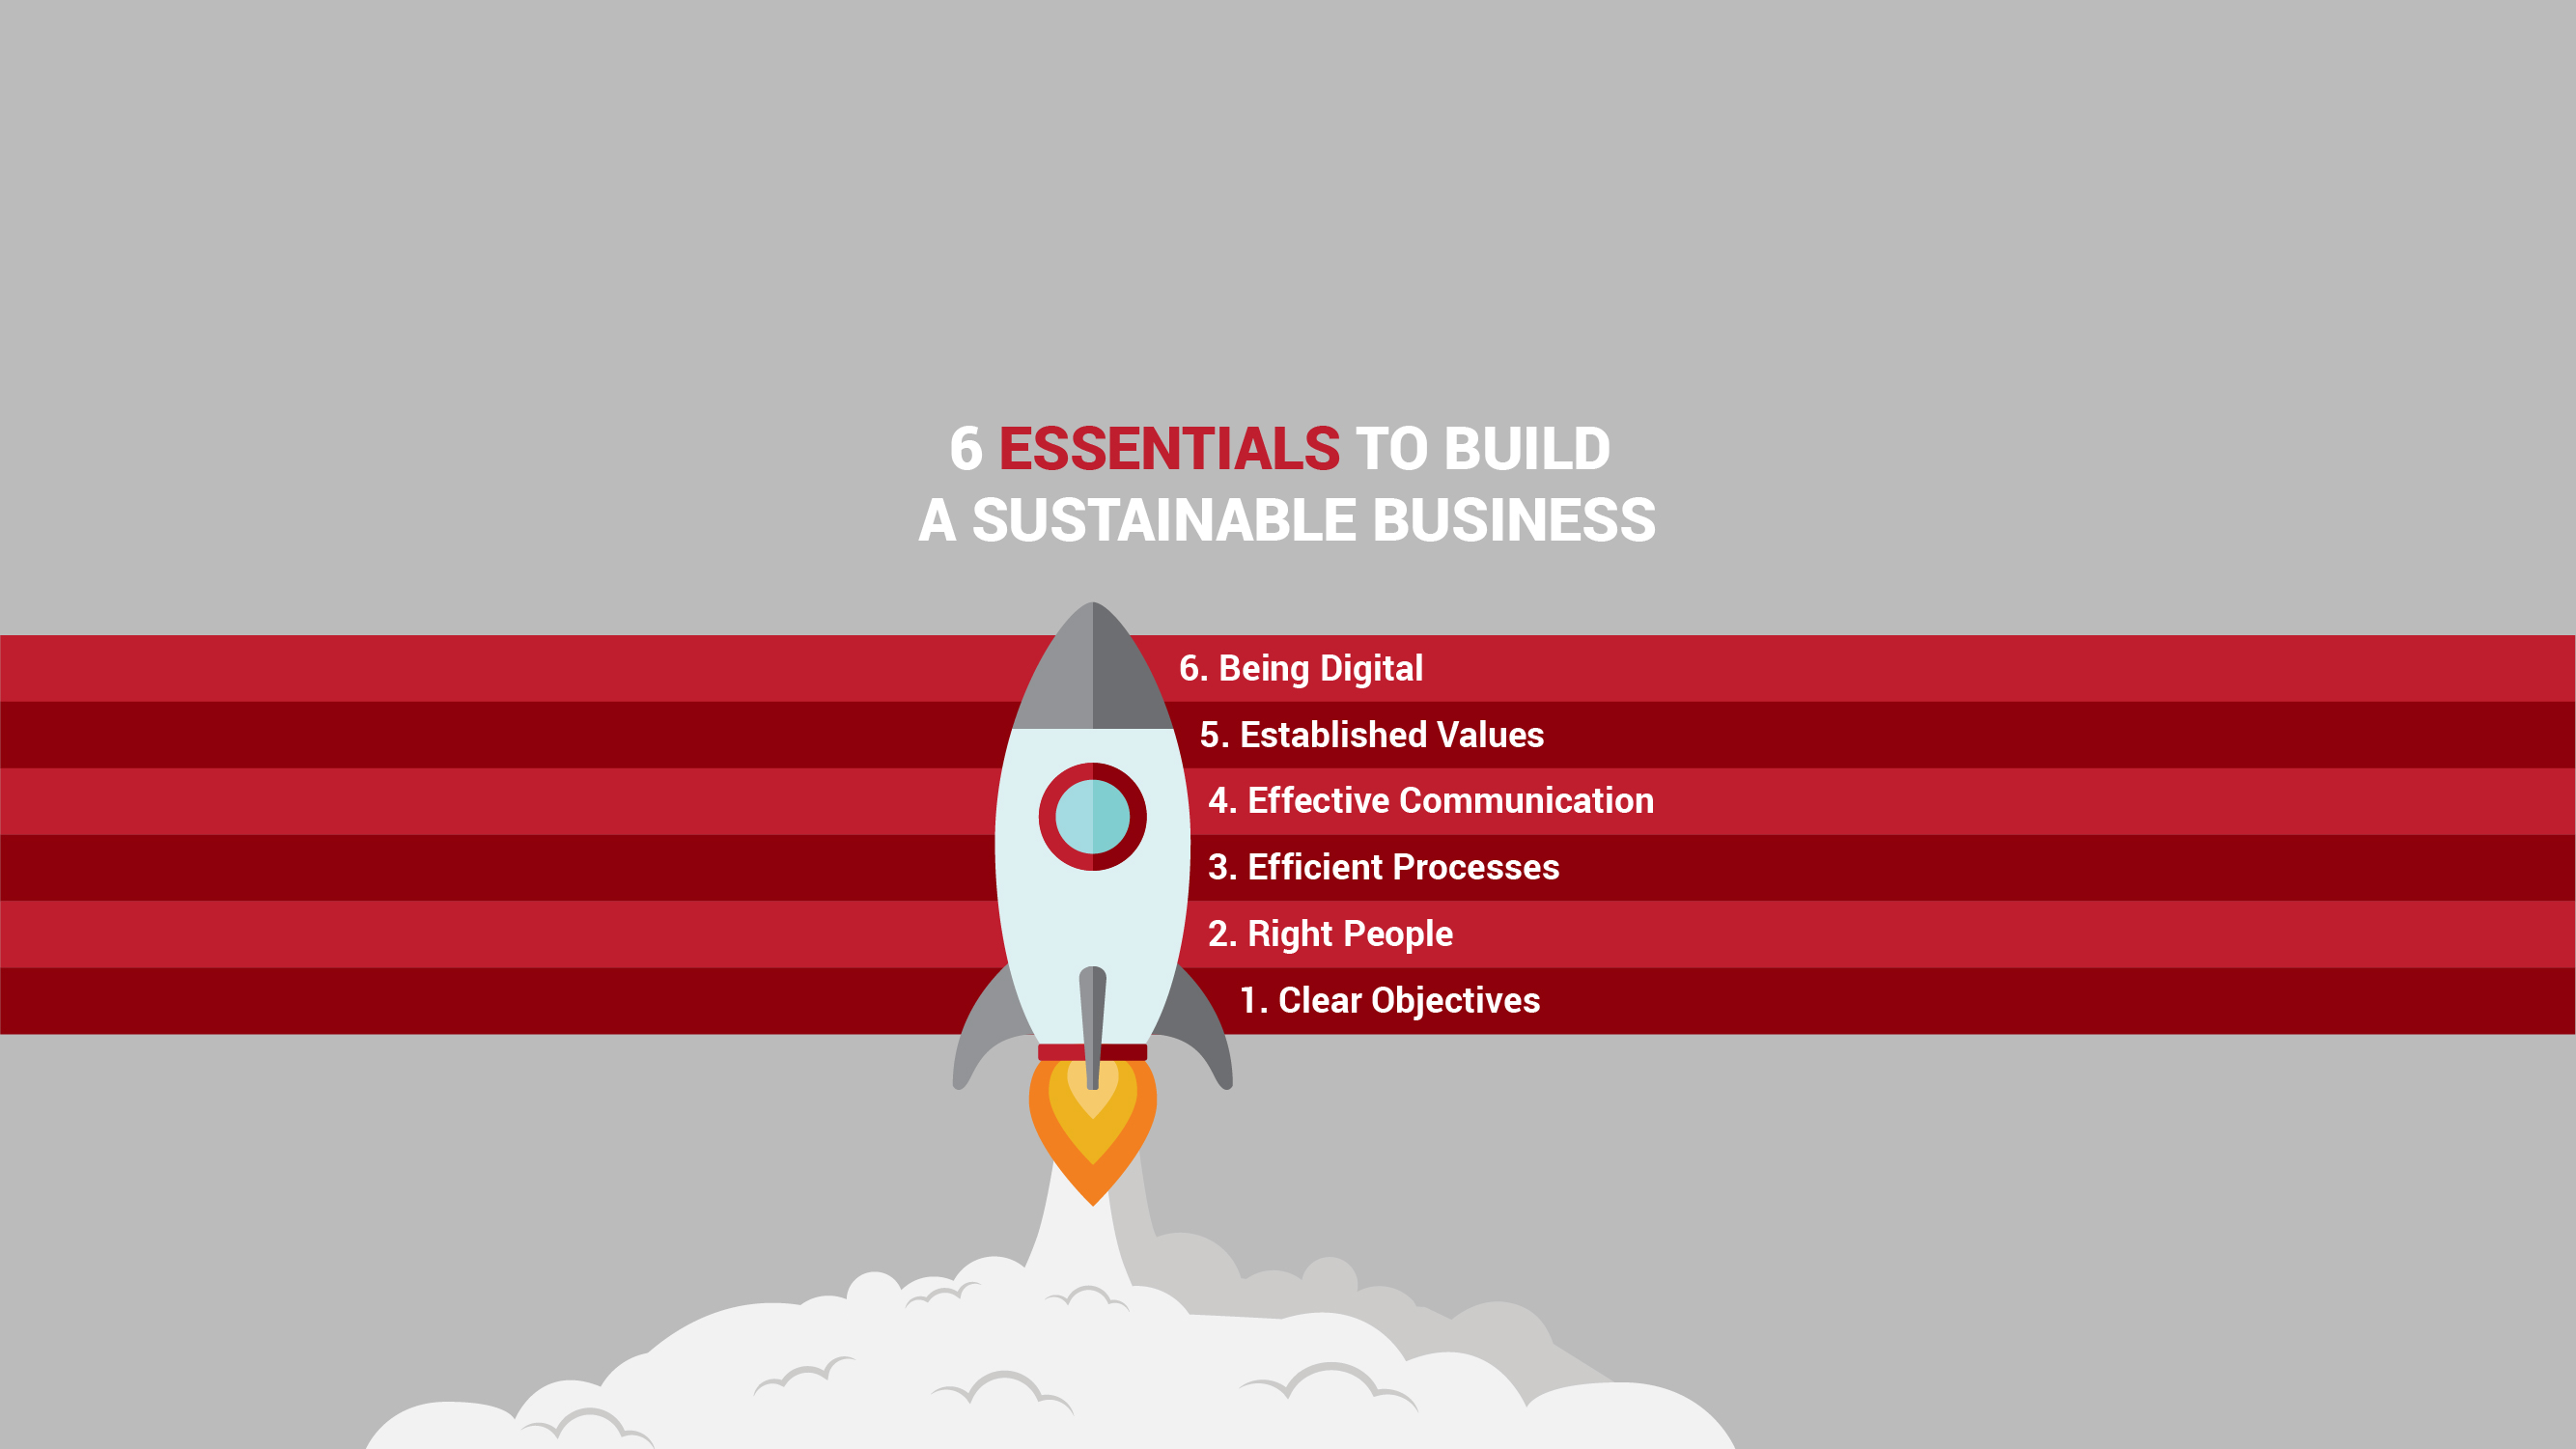 6 ESSENTIALS TO BUILD
A SUSTAINABLE BUSINESS
6. Being Digital
5. Established Values
4. Effective Communication
3. Efficient Processes
2. Right People
1. Clear Objectives